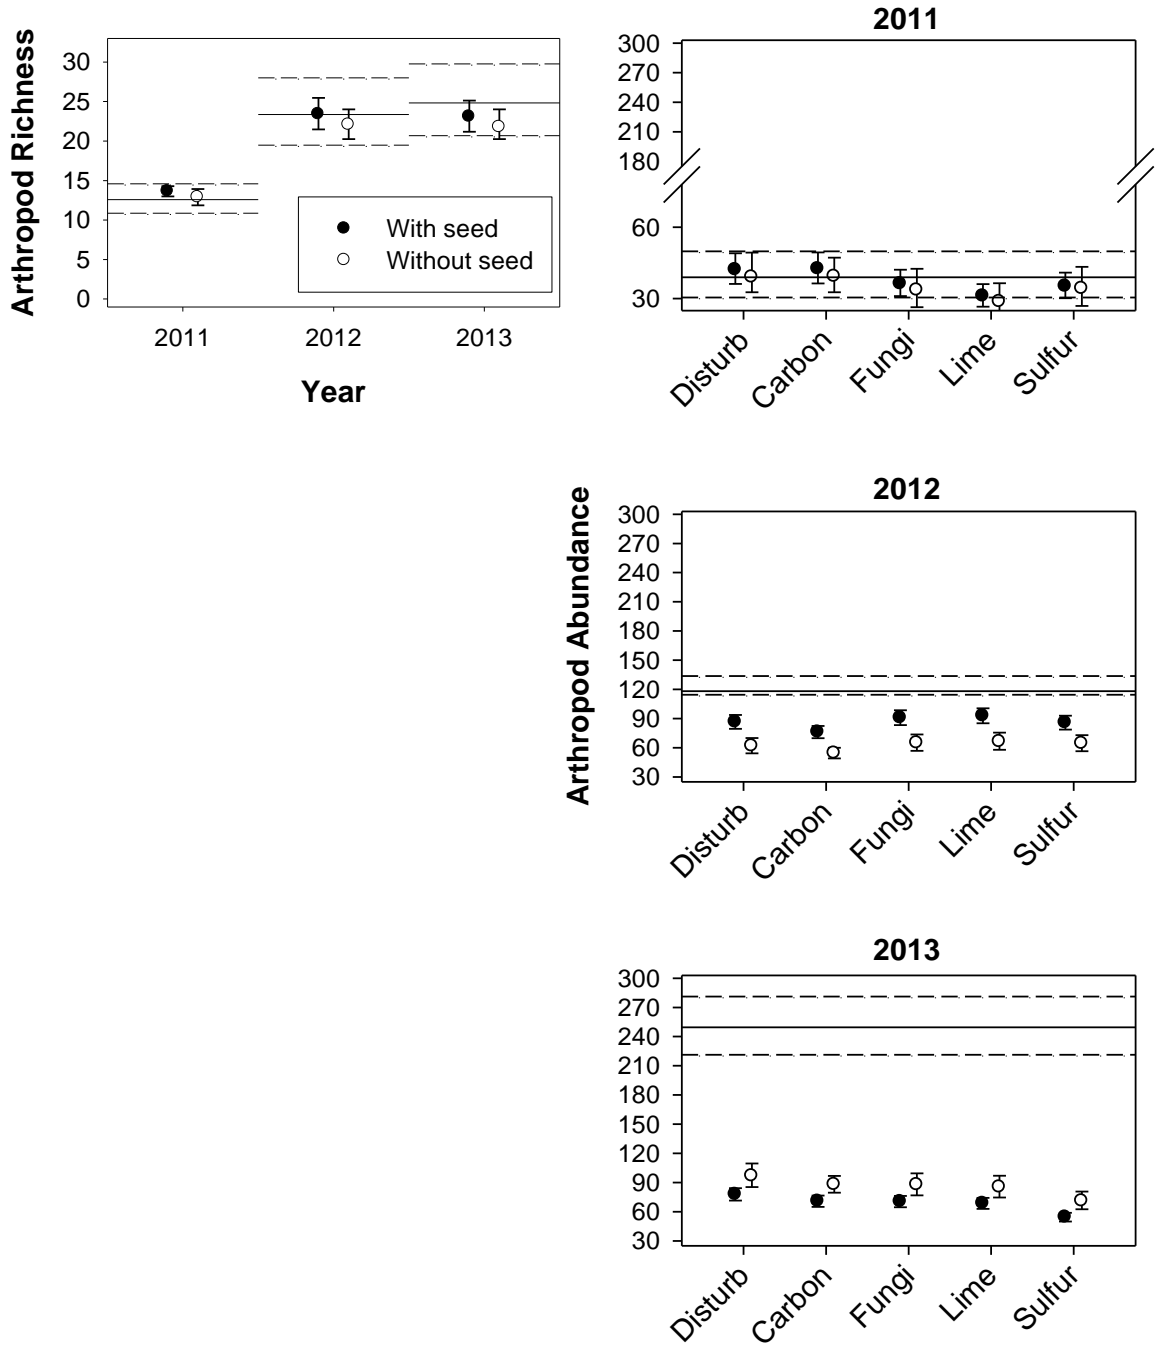 Arthropod Richness
30
25
20
15
10
5
0
With seed
Without seed
2011
2012
2013
Year
2011
300
270
240
210
180
60
30
Disturb
Carbon
Fungi
Lime
Sulfur
Arthropod Abundance
2012
300
270
240
210
180
150
120
90
60
30
Disturb
Carbon
Fungi
Lime
Sulfur
2013
300
270
240
210
180
150
120
90
60
30
Disturb
Carbon
Fungi
Lime
Sulfur